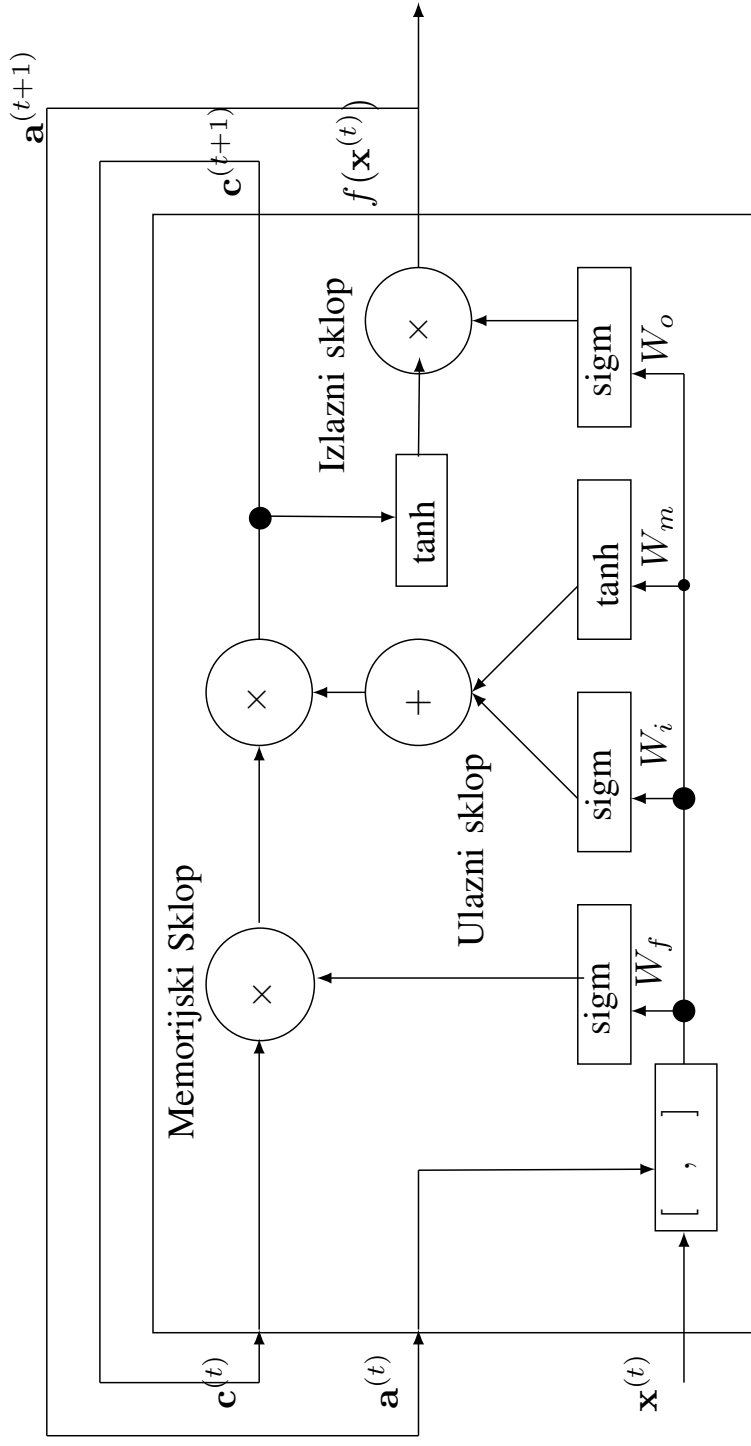 a^{(t+1)}
c^{(t+1)}
f(x^{(t)})
Memorijski Sklop
Izlazni sklop
Ulazni sklop
c^{(t)}
a^{(t)}
x^{(t)}
×
×
×
+
tanh
[ , ]
sigm
sigm
tanh
sigm
W_f
W_i
W_m
W_o